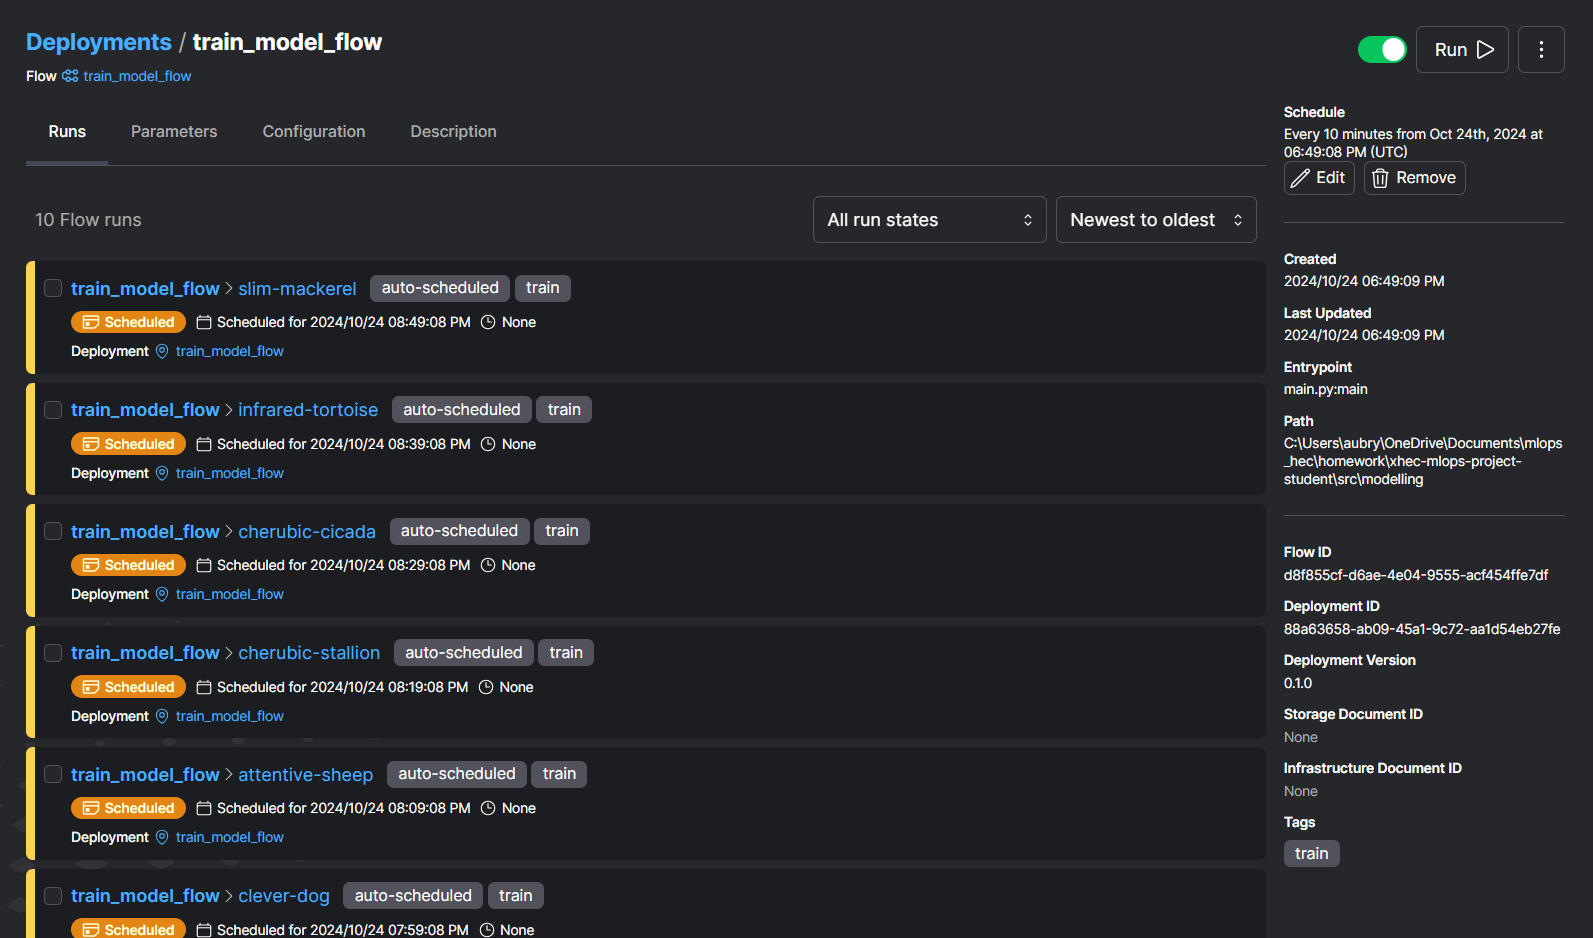 Deployments / train_model_flow
Flow train_model_flow
Run
Runs Parameters Configuration Description
10 Flow runs
All run states
Newest to oldest
train_model_flow > slim-mackerel auto-scheduled train
Scheduled Scheduled for 2024/10/24 08:49:08 PM None
Deployment train_model_flow
train_model_flow > infrared-tortoise auto-scheduled train
Scheduled Scheduled for 2024/10/24 08:39:08 PM None
Deployment train_model_flow
train_model_flow > cherubic-cicada auto-scheduled train
Scheduled Scheduled for 2024/10/24 08:29:08 PM None
Deployment train_model_flow
train_model_flow > cherubic-stallion auto-scheduled train
Scheduled Scheduled for 2024/10/24 08:19:08 PM None
Deployment train_model_flow
train_model_flow > attentive-sheep auto-scheduled train
Scheduled Scheduled for 2024/10/24 08:09:08 PM None
Deployment train_model_flow
train_model_flow > clever-dog auto-scheduled train
Scheduled Scheduled for 2024/10/24 07:59:08 PM None
Schedule
Every 10 minutes from Oct 24th, 2024 at
06:49:08 PM (UTC)
Edit Remove
Created
2024/10/24 06:49:09 PM
Last Updated
2024/10/24 06:49:09 PM
Entrypoint
main.py:main
Path
C:\Users\aubry\OneDrive\Documents\mlops
_hec\homework\xhec-mlops-project-
student\src\modelling
Flow ID
d8f855cf-d6ae-4e04-9555-acf454ffe7df
Deployment ID
88a63658-ab09-45a1-9c72-aa1d54eb27fe
Deployment Version
0.1.0
Storage Document ID
None
Infrastructure Document ID
None
Tags
train